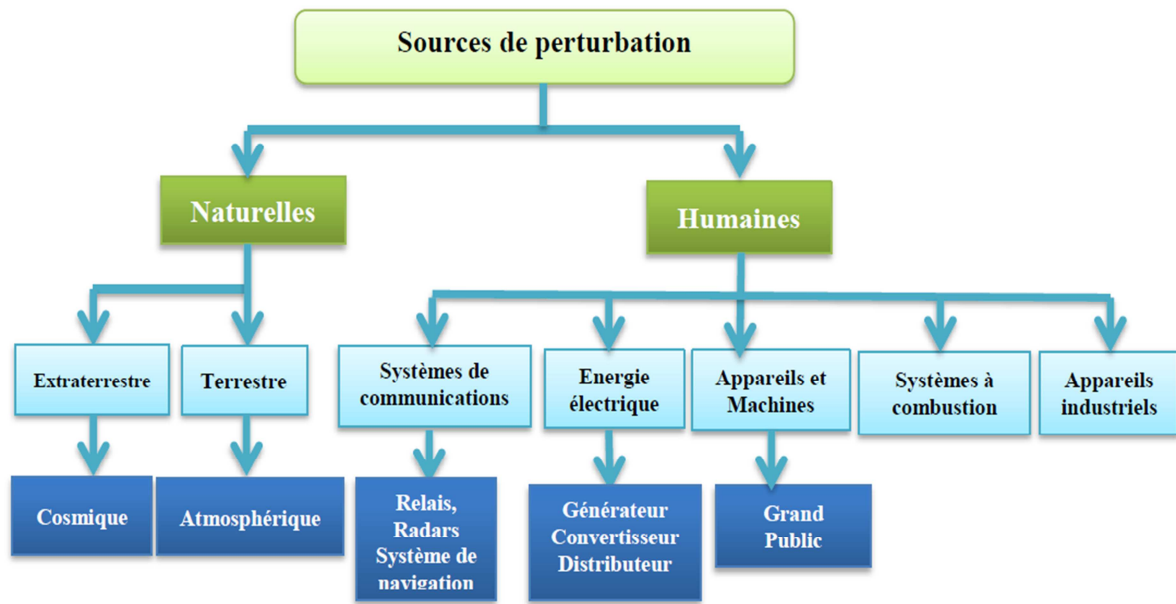 Sources de perturbation
Naturelles
Humaines
Extraterrestre
Terrestre
Systèmes de
communications
Energie
électrique
Appareils et
Machines
Systèmes à
combustion
Appareils
industriels
Cosmique
Atmosphérique
Relais,
Radars
Système de
navigation
Générateur
Convertisseur
Distributeur
Grand
Public